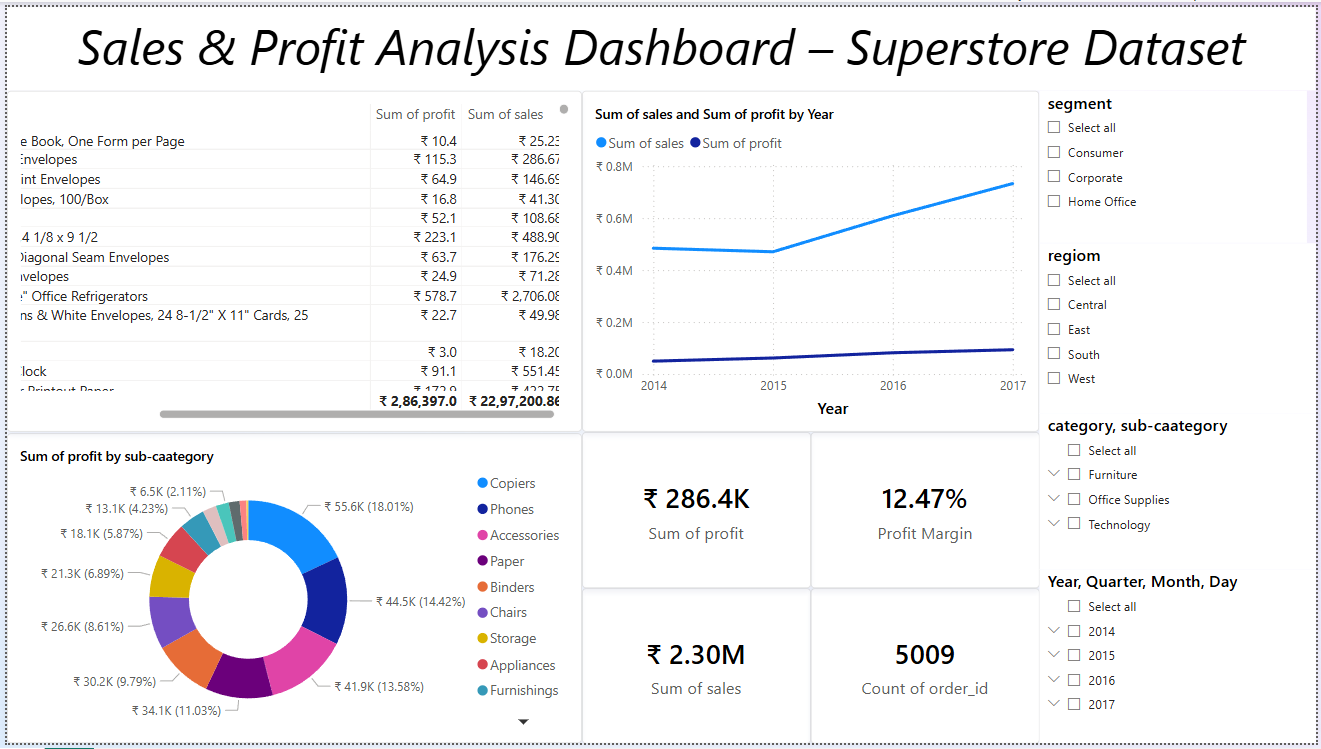 Sales & Profit Analysis Dashboard – Superstore Dataset
Sum of profit Sum of sales
e Book, One Form per Page ₹ 10.4 ₹ 25.23
Envelopes ₹ 115.3 ₹ 286.67
int Envelopes ₹ 64.9 ₹ 146.69
lopes, 100/Box ₹ 16.8 ₹ 41.30
₹ 52.1 ₹ 108.68
4 1/8 x 9 1/2 ₹ 223.1 ₹ 488.90
Diagonal Seam Envelopes ₹ 63.7 ₹ 176.29
nvelopes ₹ 24.9 ₹ 71.28
e" Office Refrigerators ₹ 578.7 ₹ 2,706.08
ns & White Envelopes, 24 8-1/2" X 11" Cards, 25 ₹ 22.7 ₹ 49.98
₹ 3.0 ₹ 18.20
lock ₹ 91.1 ₹ 551.45
Printout Paper ₹ 172.9 ₹ 422.75
₹ 2,86,397.0 ₹ 22,97,200.86
Sum of sales and Sum of profit by Year
Sum of sales Sum of profit
₹ 0.8M
₹ 0.6M
₹ 0.4M
₹ 0.2M
₹ 0.0M
2014 2015 2016 2017
Year
segment
Select all
Consumer
Corporate
Home Office
regiom
Select all
Central
East
South
West
category, sub-caategory
Select all
Furniture
Office Supplies
Technology
Year, Quarter, Month, Day
Select all
2014
2015
2016
2017
Sum of profit by sub-caategory
₹ 55.6K (18.01%)
₹ 44.5K (14.42%)
₹ 41.9K (13.58%)
₹ 34.1K (11.03%)
₹ 30.2K (9.79%)
₹ 26.6K (8.61%)
₹ 21.3K (6.89%)
₹ 18.1K (5.87%)
₹ 13.1K (4.23%)
₹ 6.5K (2.11%)
Copiers
Phones
Accessories
Paper
Binders
Chairs
Storage
Appliances
Furnishings
₹ 286.4K
Sum of profit
12.47%
Profit Margin
₹ 2.30M
Sum of sales
5009
Count of order_id